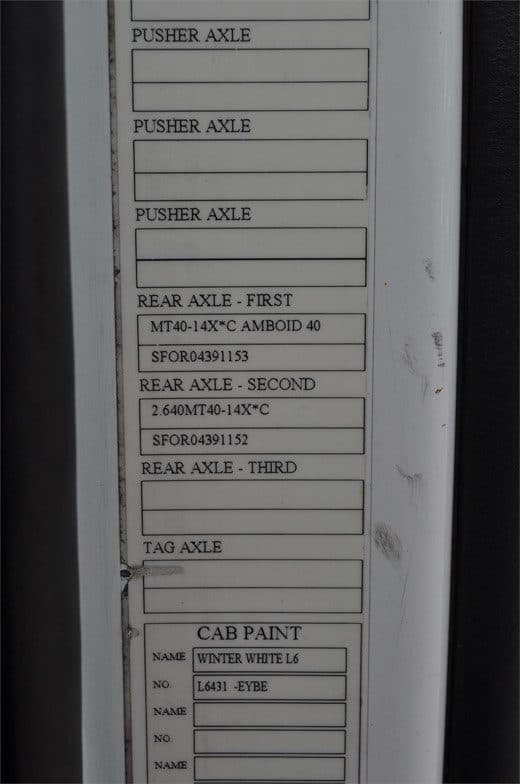 PUSHER AXLE
PUSHER AXLE
PUSHER AXLE
REAR AXLE - FIRST
MT40-14X*C AMBOID 40
SFOR04391153
REAR AXLE - SECOND
2.640MT40-14X*C
SFOR04391152
REAR AXLE - THIRD
TAG AXLE
CAB PAINT
NAME WINTER WHITE L6
NO. L6431 -EYBE
NAME
NO.
NAME